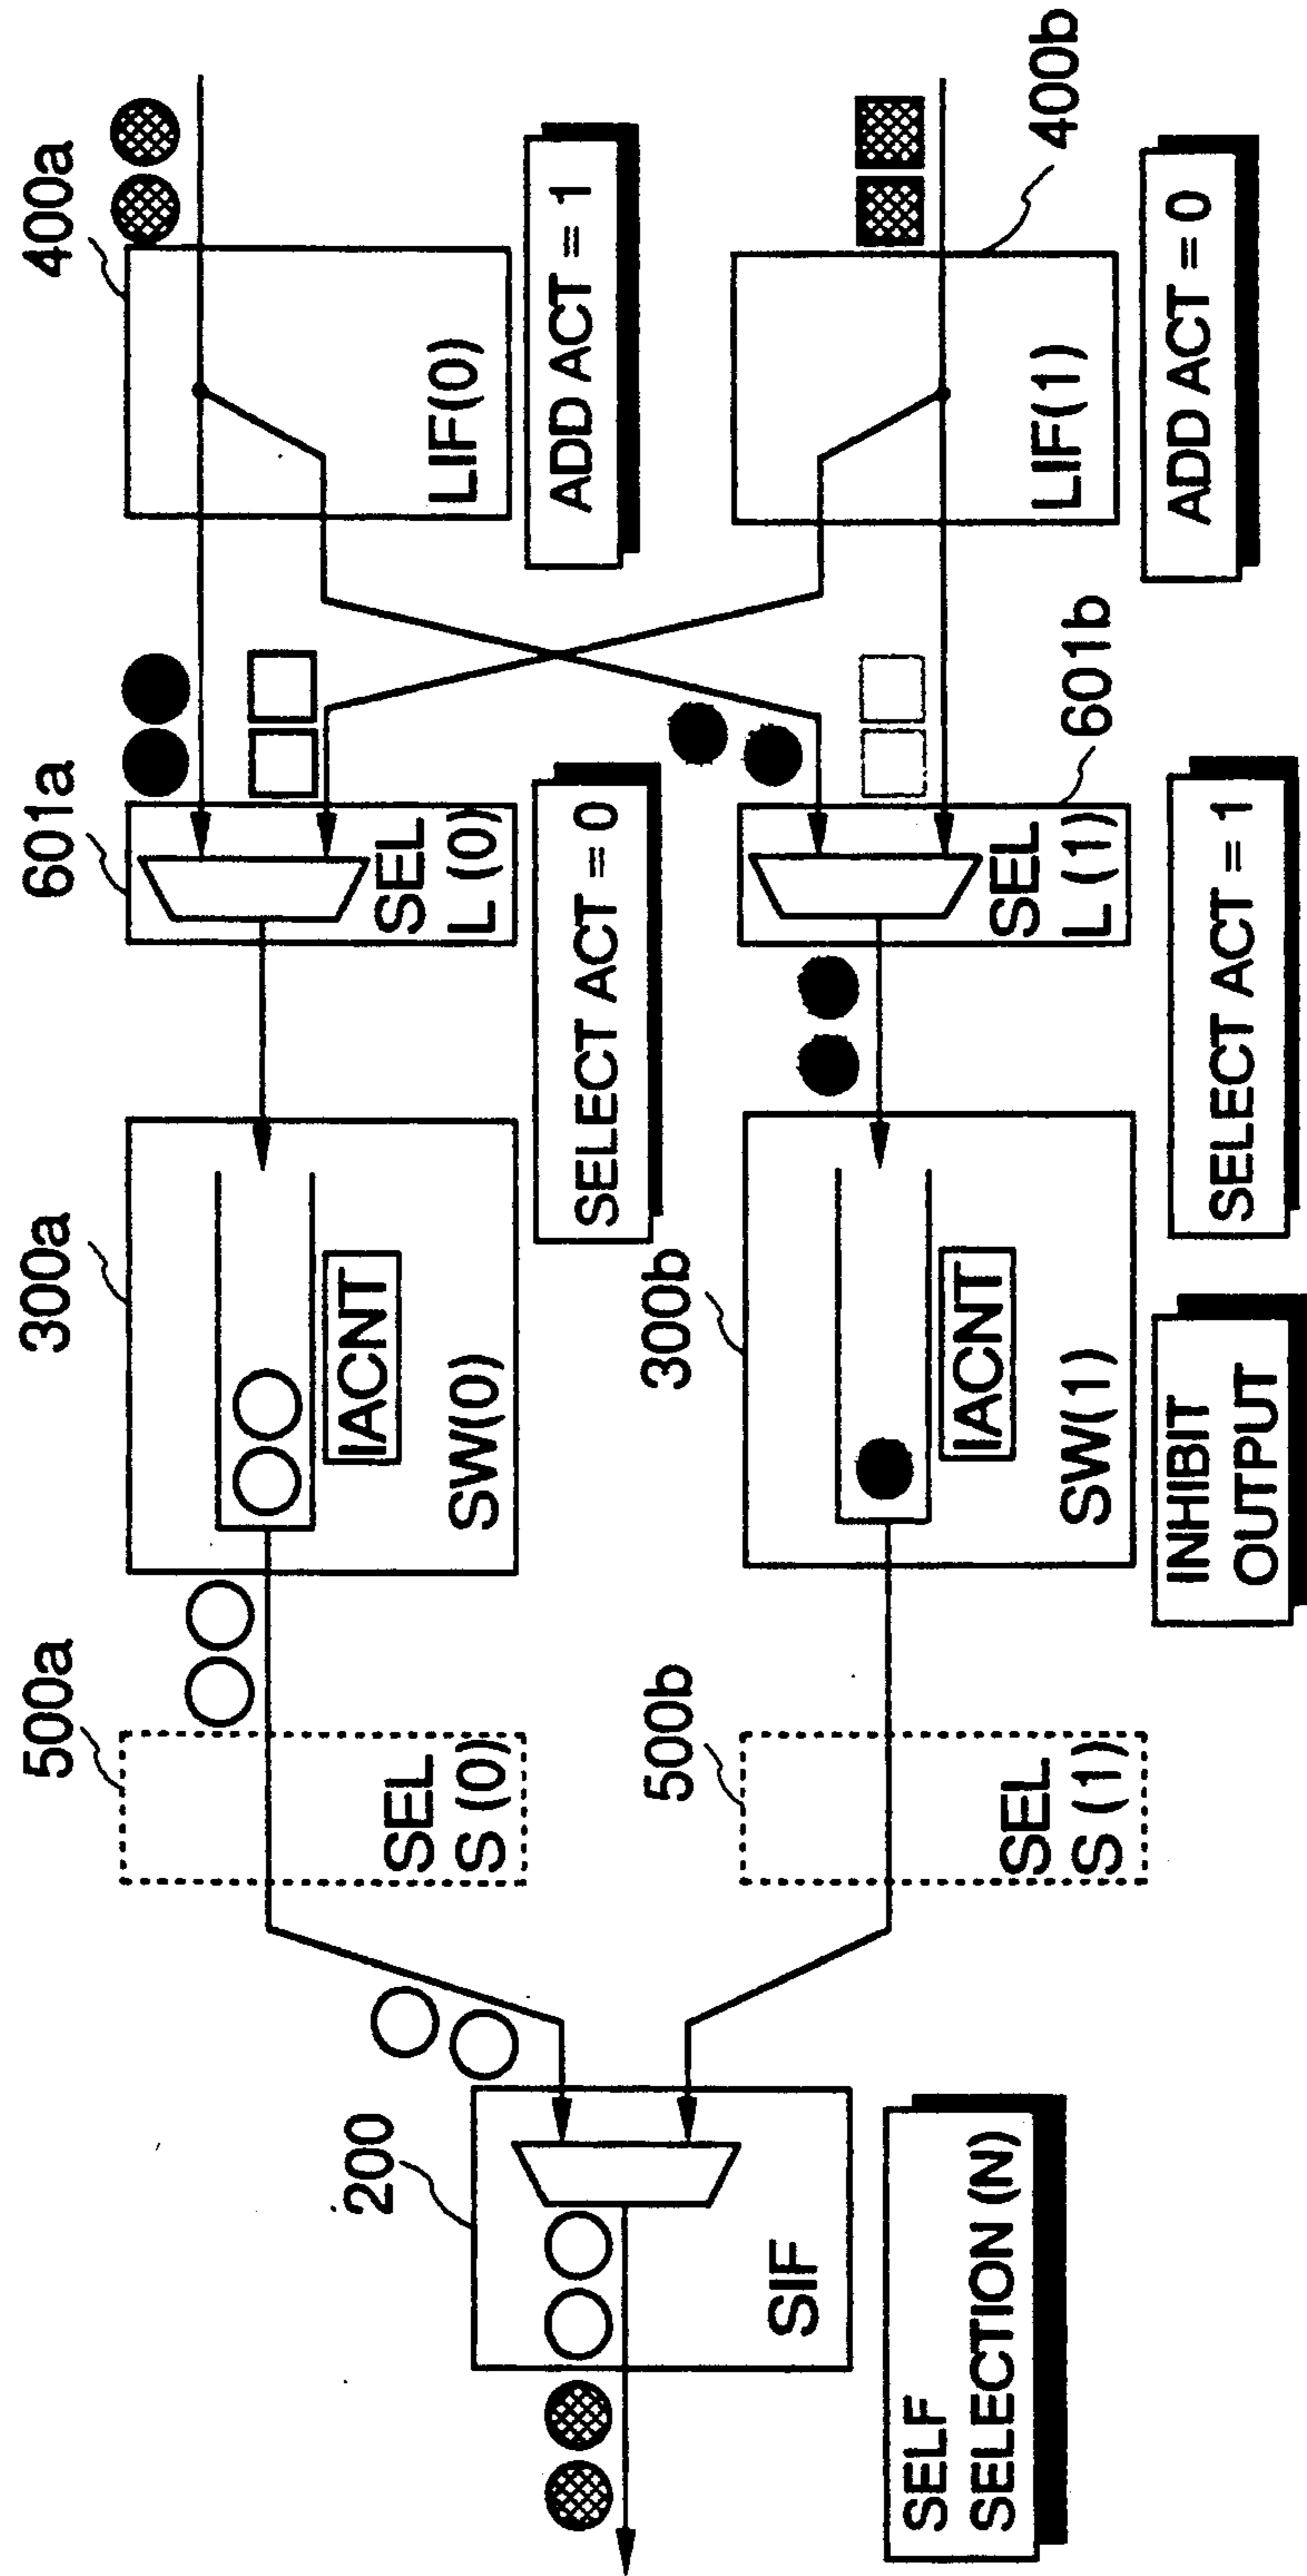 200
500a
300a
601a
400a
SIF
SEL
S (0)
IACNT
SW(0)
SEL
L (0)
LIF(0)
SELF
SELECTION (N)
SELECT ACT = 0
ADD ACT = 1
500b
300b
601b
400b
SEL
S (1)
IACNT
SW(1)
SEL
L (1)
LIF(1)
INHIBIT
OUTPUT
SELECT ACT = 1
ADD ACT = 0